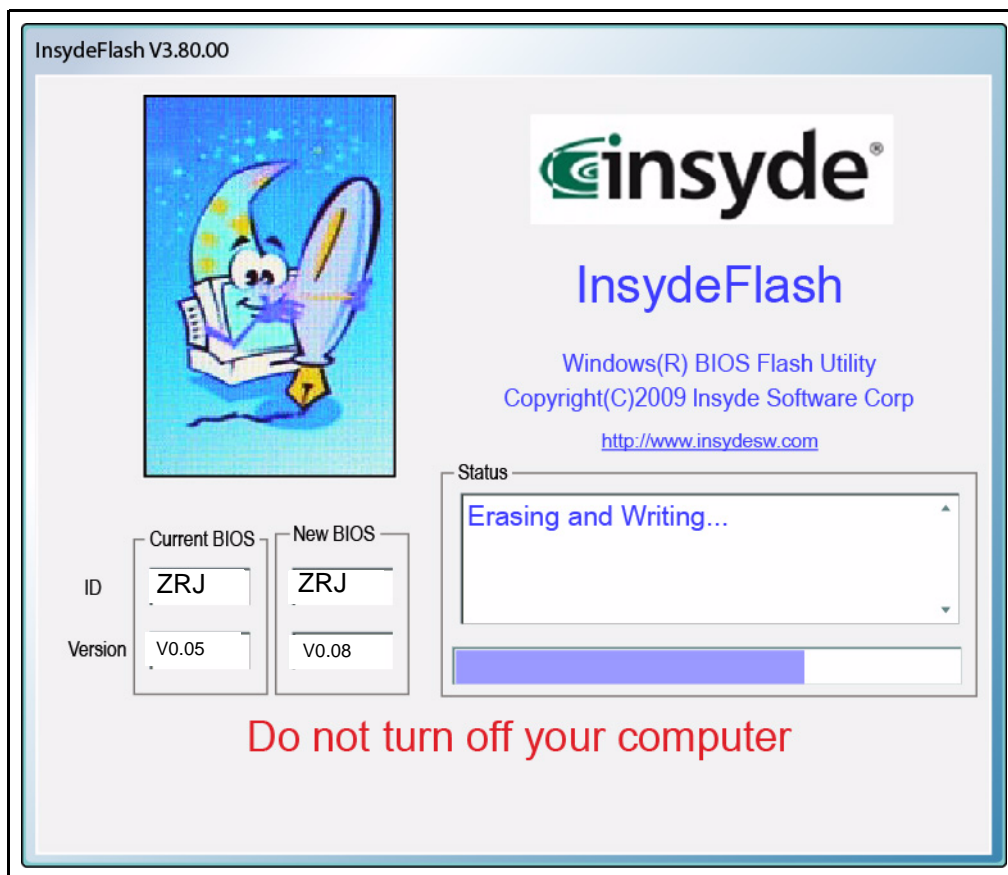 InsydeFlash V3.80.00
insyde®
InsydeFlash
Windows(R) BIOS Flash Utility
Copyright(C)2009 Insyde Software Corp
http://www.insydesw.com
Status
Erasing and Writing...
Current BIOS New BIOS
ID ZRJ ZRJ
Version V0.05 V0.08
Do not turn off your computer